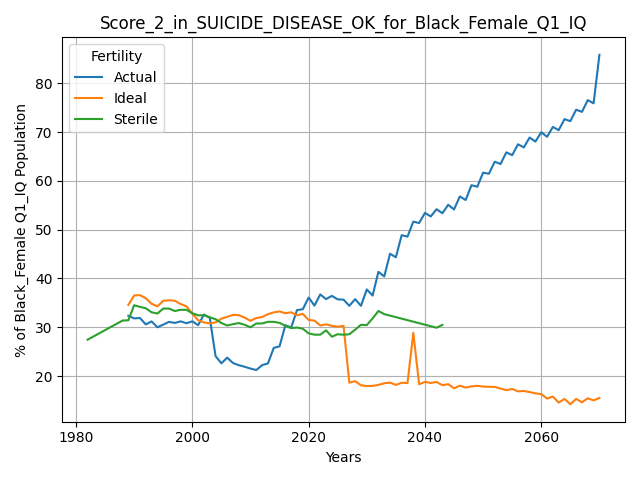 Score_2_in_SUICIDE_DISEASE_OK_for_Black_Female_Q1_IQ
Fertility
Actual
Ideal
Sterile
% of Black_Female Q1_IQ Population
80
70
60
50
40
30
20
1980
2000
2020
2040
2060
Years